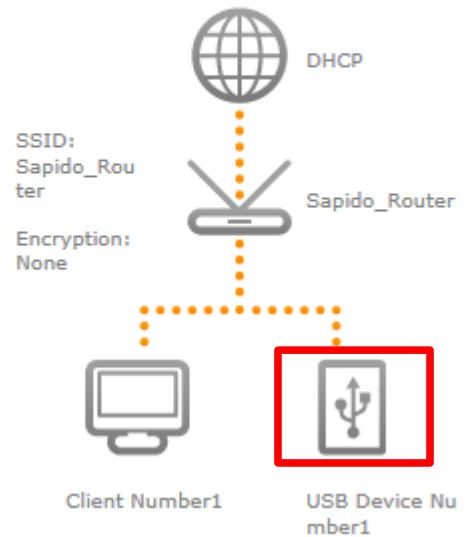 DHCP
SSID:
Sapido_Rou
ter
Sapido_Router
Encryption:
None
Client Number1
USB Device Nu
mber1